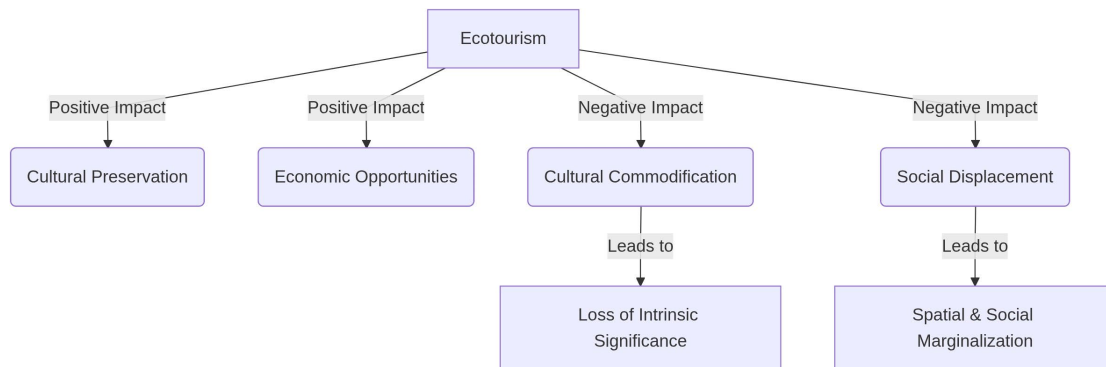 Ecotourism
Positive Impact
Positive Impact
Negative Impact
Negative Impact
Cultural Preservation
Economic Opportunities
Cultural Commodification
Social Displacement
Leads to
Leads to
Loss of Intrinsic
Significance
Spatial & Social
Marginalization